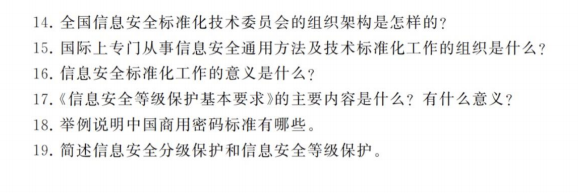 14. 全国信息安全标准化技术委员会的组织架构是怎样的?
15. 国际上专门从事信息安全通用方法及技术标准化工作的组织是什么?
16. 信息安全标准化工作的意义是什么?
17.《信息安全等级保护基本要求》的主要内容是什么? 有什么意义?
18. 举例说明中国商用密码标准有哪些。
19. 简述信息安全分级保护和信息安全等级保护。